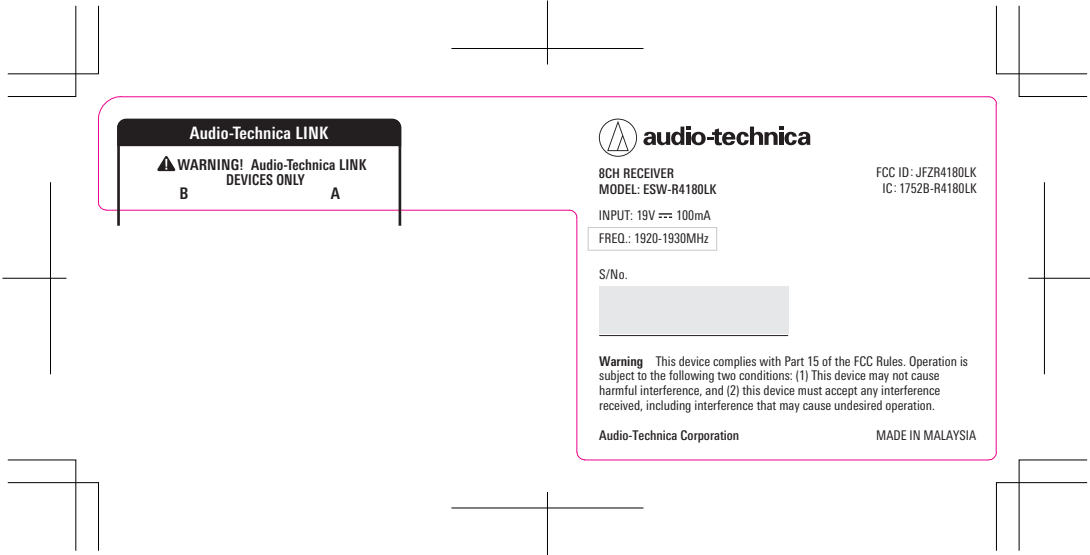 Audio-Technica LINK
WARNING! Audio-Technica LINK
DEVICES ONLY
B A
audio-technica
8CH RECEIVER FCC ID: JFZR4180LK
MODEL: ESW-R4180LK IC: 1752B-R4180LK
INPUT: 19V ⎓ 100mA
FREQ.: 1920-1930MHz
S/No.
Warning This device complies with Part 15 of the FCC Rules. Operation is
subject to the following two conditions: (1) This device may not cause
harmful interference, and (2) this device must accept any interference
received, including interference that may cause undesired operation.
Audio-Technica Corporation MADE IN MALAYSIA